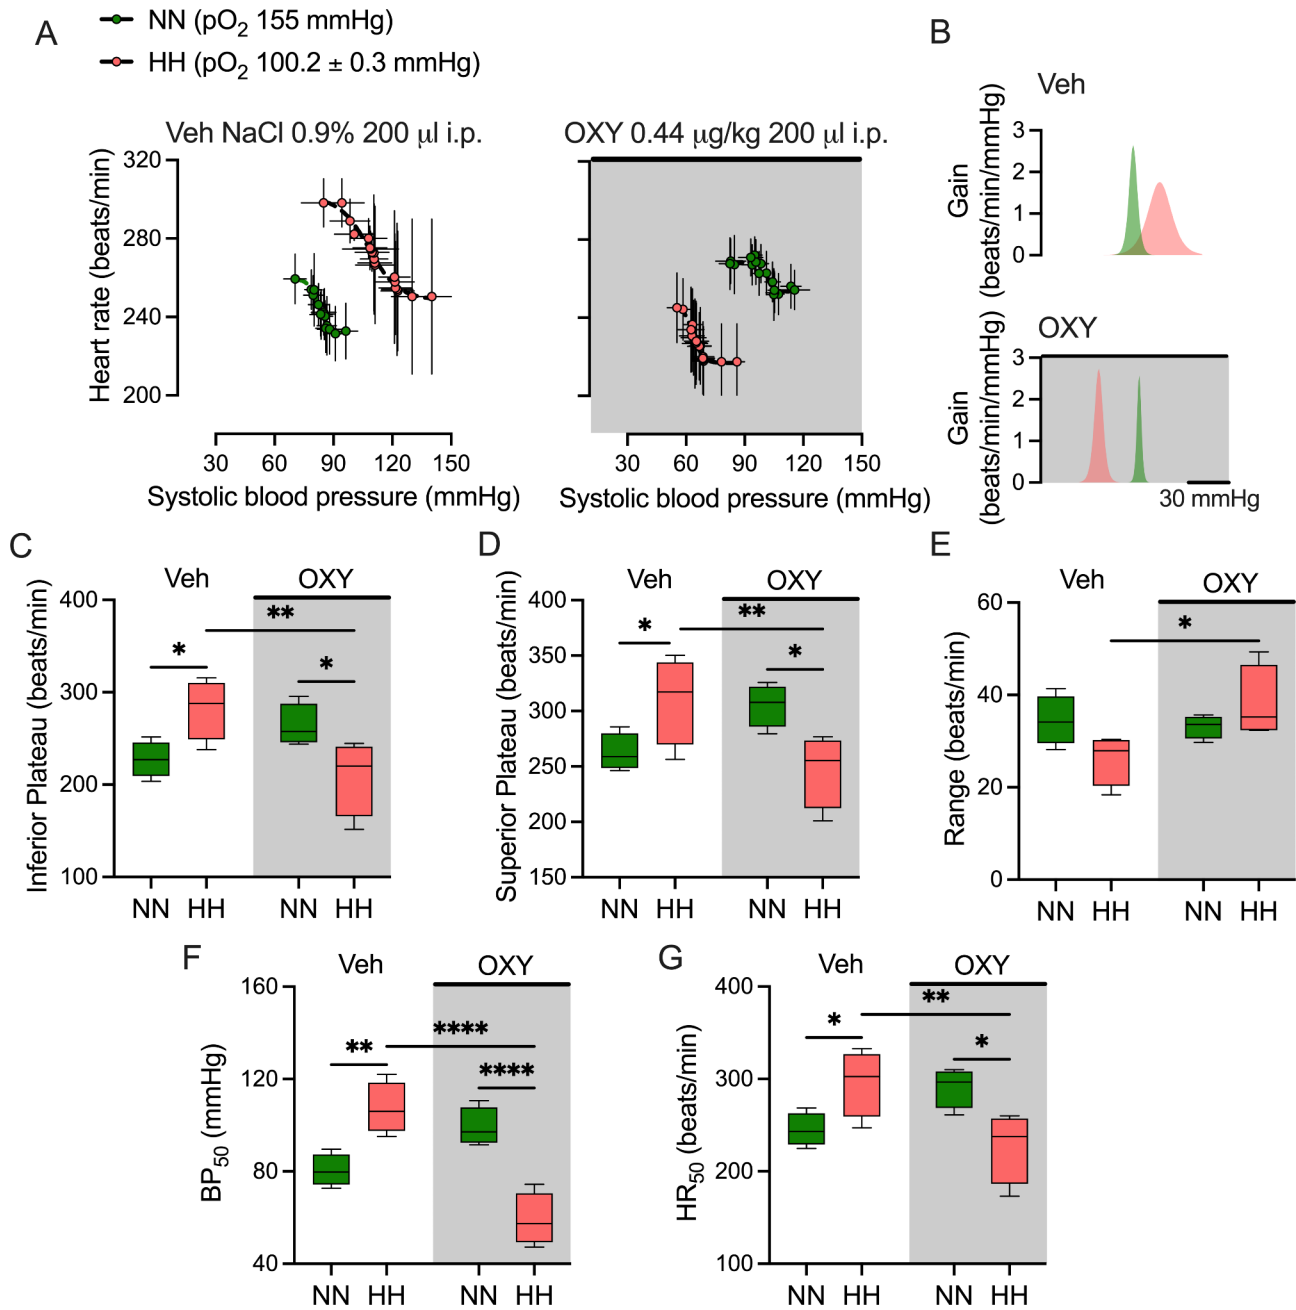 A
NN (pO2 155 mmHg)
HH (pO2 100.2 ± 0.3 mmHg)
Veh NaCl 0.9% 200 μl i.p.
OXY 0.44 μg/kg 200 μl i.p.
Heart rate (beats/min)
320
280
240
200
30 60 90 120 150
Systolic blood pressure (mmHg)
30 60 90 120 150
Systolic blood pressure (mmHg)
B
Veh
Gain
(beats/min/mmHg)
3
2
1
0
OXY
Gain
(beats/min/mmHg)
3
2
1
0
30 mmHg
C
Veh OXY
Inferior Plateau (beats/min)
400
300
200
100
*
**
*
NN HH NN HH
D
Veh OXY
Superior Plateau (beats/min)
400
350
300
250
200
150
*
**
*
NN HH NN HH
E
Veh OXY
Range (beats/min)
60
40
20
0
*
NN HH NN HH
F
Veh OXY
BP50 (mmHg)
160
120
80
40
**
****
****
NN HH NN HH
G
Veh OXY
HR50 (beats/min)
400
300
200
100
*
**
*
NN HH NN HH